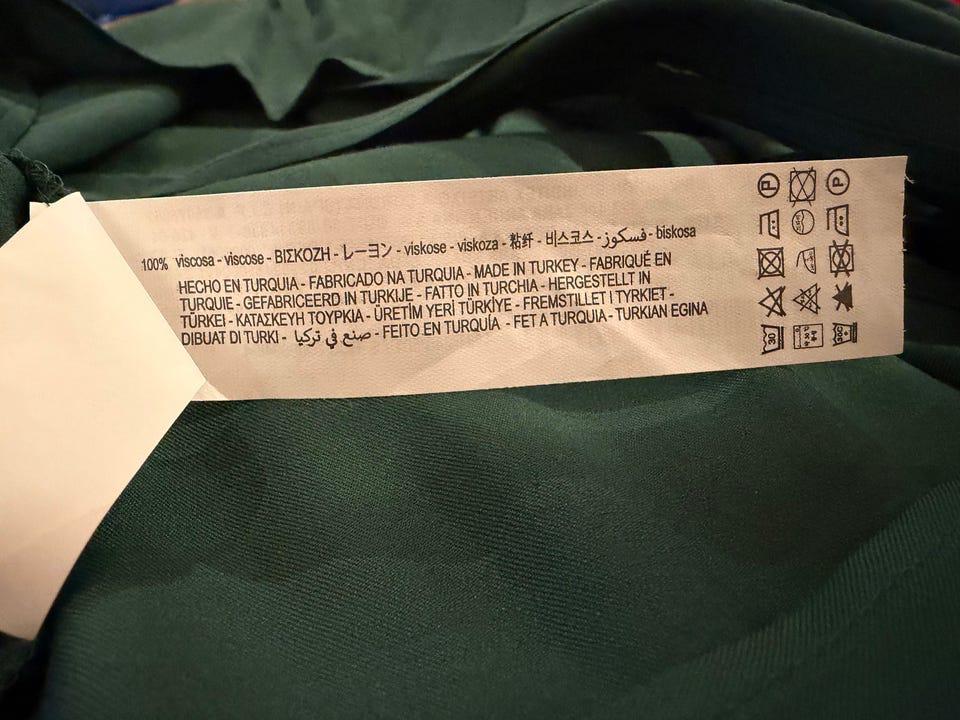 100% viscosa - viscose - ΒΙΣΚΟΖΗ - レーヨン - viskose - viskoza - 粘纤 - 비스코스 - فسكوز - biskosa
HECHO EN TURQUIA - FABRICADO NA TURQUIA - MADE IN TURKEY - FABRIQUÉ EN
TURQUIE - GEFABRICEERD IN TURKIJE - FATTO IN TURCHIA - HERGESTELLT IN
TÜRKEI - ΚΑΤΑΣΚΕΥΗ ΤΟΥΡΚΙΑ - ÜRETİM YERİ TÜRKİYE - FREMSTILLET I TYRKIET -
DIBUAT DI TURKI - صنع في تركيا - FEITO EN TURQUÍA - FET A TURQUIA - TURKIAN EGINA
P P
30